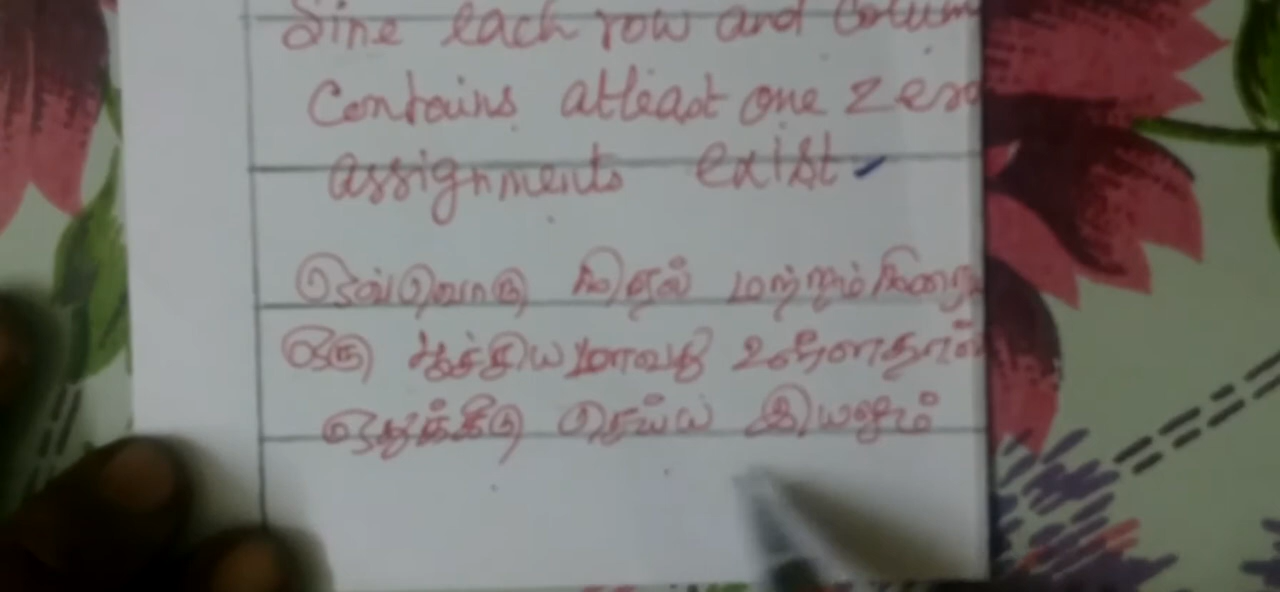 Sine each row and Colum
Contains atleast one Zero
assignments exist
ஒவ்வொரு நிரல் மற்றும் நிரை
ஒரு பூச்சியமாவது உள்ளதால்
ஒதுக்கீடு செய்ய இயலும்